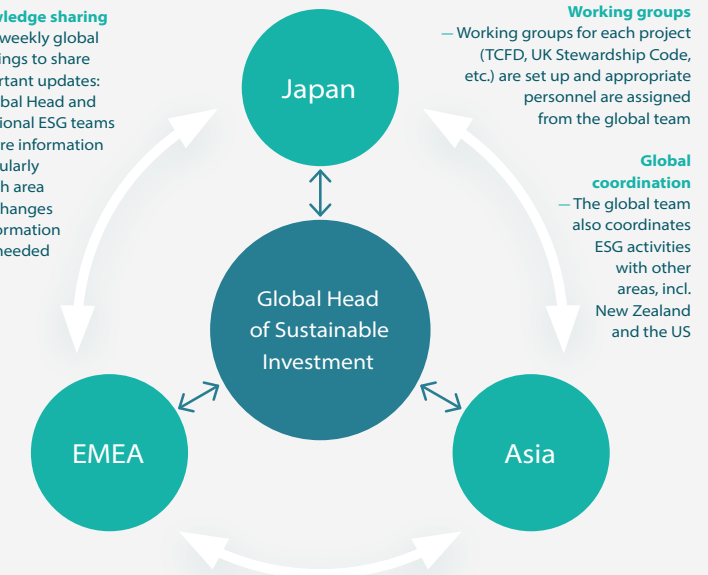 ledge sharing
weekly global
ings to share
rtant updates:
bal Head and
ional ESG teams
re information
ularly
h area
hanges
ormation
needed
Working groups
— Working groups for each project
(TCFD, UK Stewardship Code,
etc.) are set up and appropriate
personnel are assigned
from the global team
Global
coordination
— The global team
also coordinates
ESG activities
with other
areas, incl.
New Zealand
and the US
Japan
Global Head
of Sustainable
Investment
EMEA
Asia